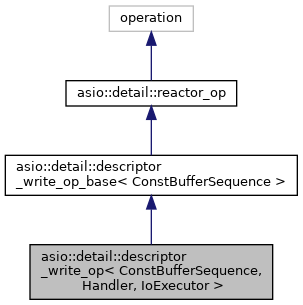 operation
asio::detail::reactor_op
asio::detail::descriptor
_write_op_base< ConstBufferSequence >
asio::detail::descriptor
_write_op< ConstBufferSequence,
Handler, IoExecutor >